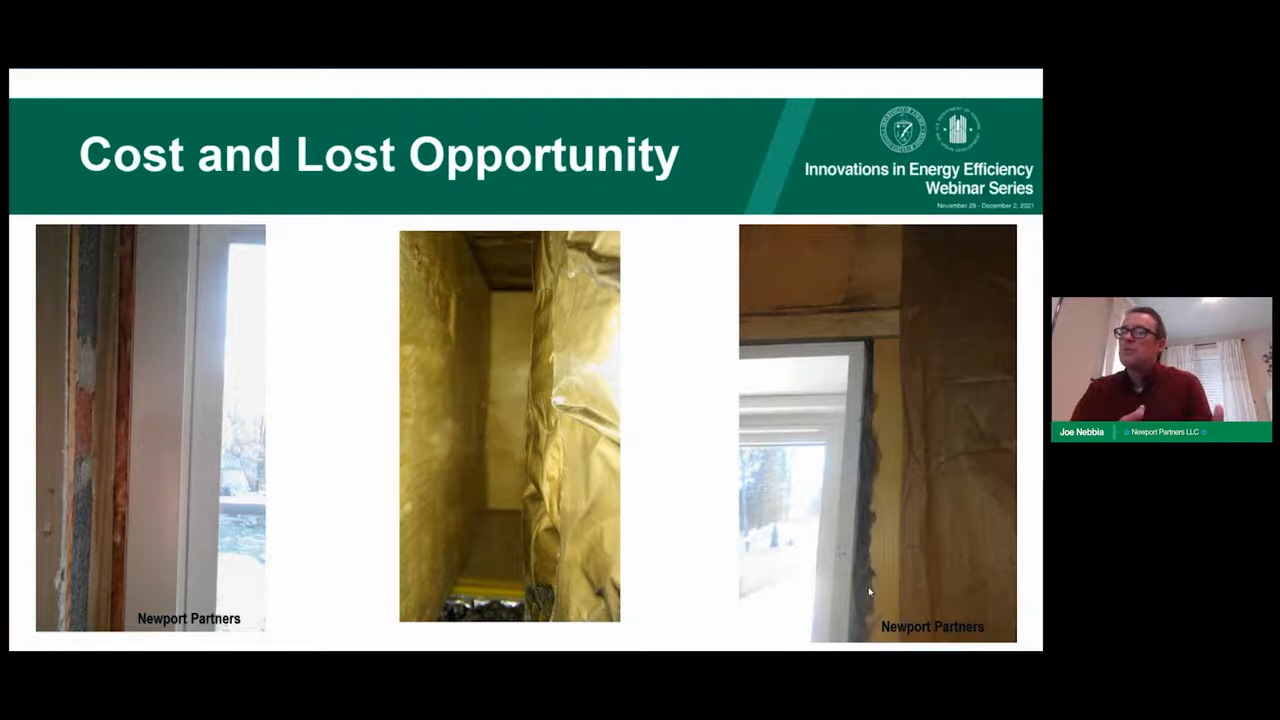 Cost and Lost Opportunity
Innovations in Energy Efficiency
Webinar Series
November 29 - December 2, 2021
Newport Partners
Newport Partners
Joe Nebbia
Newport Partners LLC